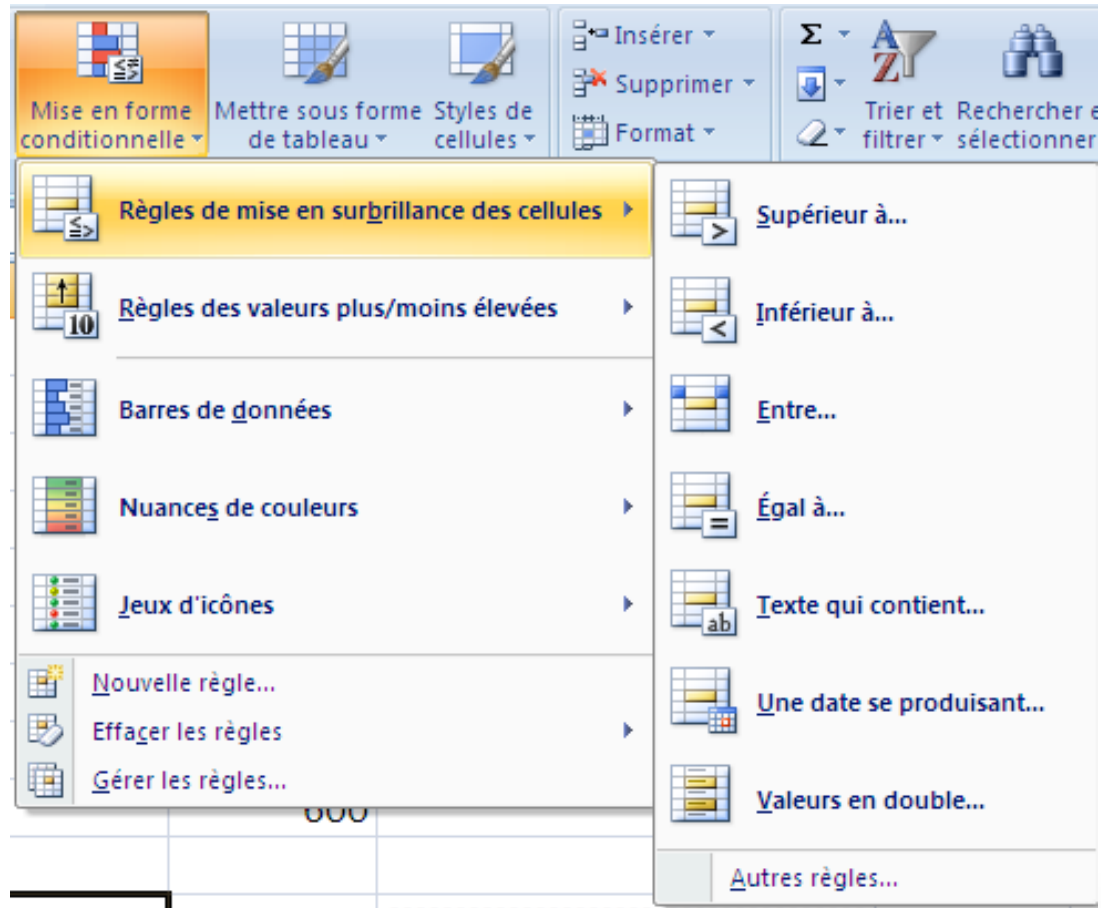 Mise en forme
conditionnelle
Mettre sous forme
de tableau
Styles de
cellules
Insérer
Supprimer
Format
Σ
A
Z
Trier et
filtrer
Rechercher e
sélectionner
Règles de mise en surbrillance des cellules
10
Règles des valeurs plus/moins élevées
Barres de données
Nuances de couleurs
Jeux d'icônes
Nouvelle règle...
Effacer les règles
Gérer les règles...
>
Supérieur à...
<
Inférieur à...
Entre...
=
Égal à...
ab
Texte qui contient...
Une date se produisant...
Valeurs en double...
Autres règles...
600